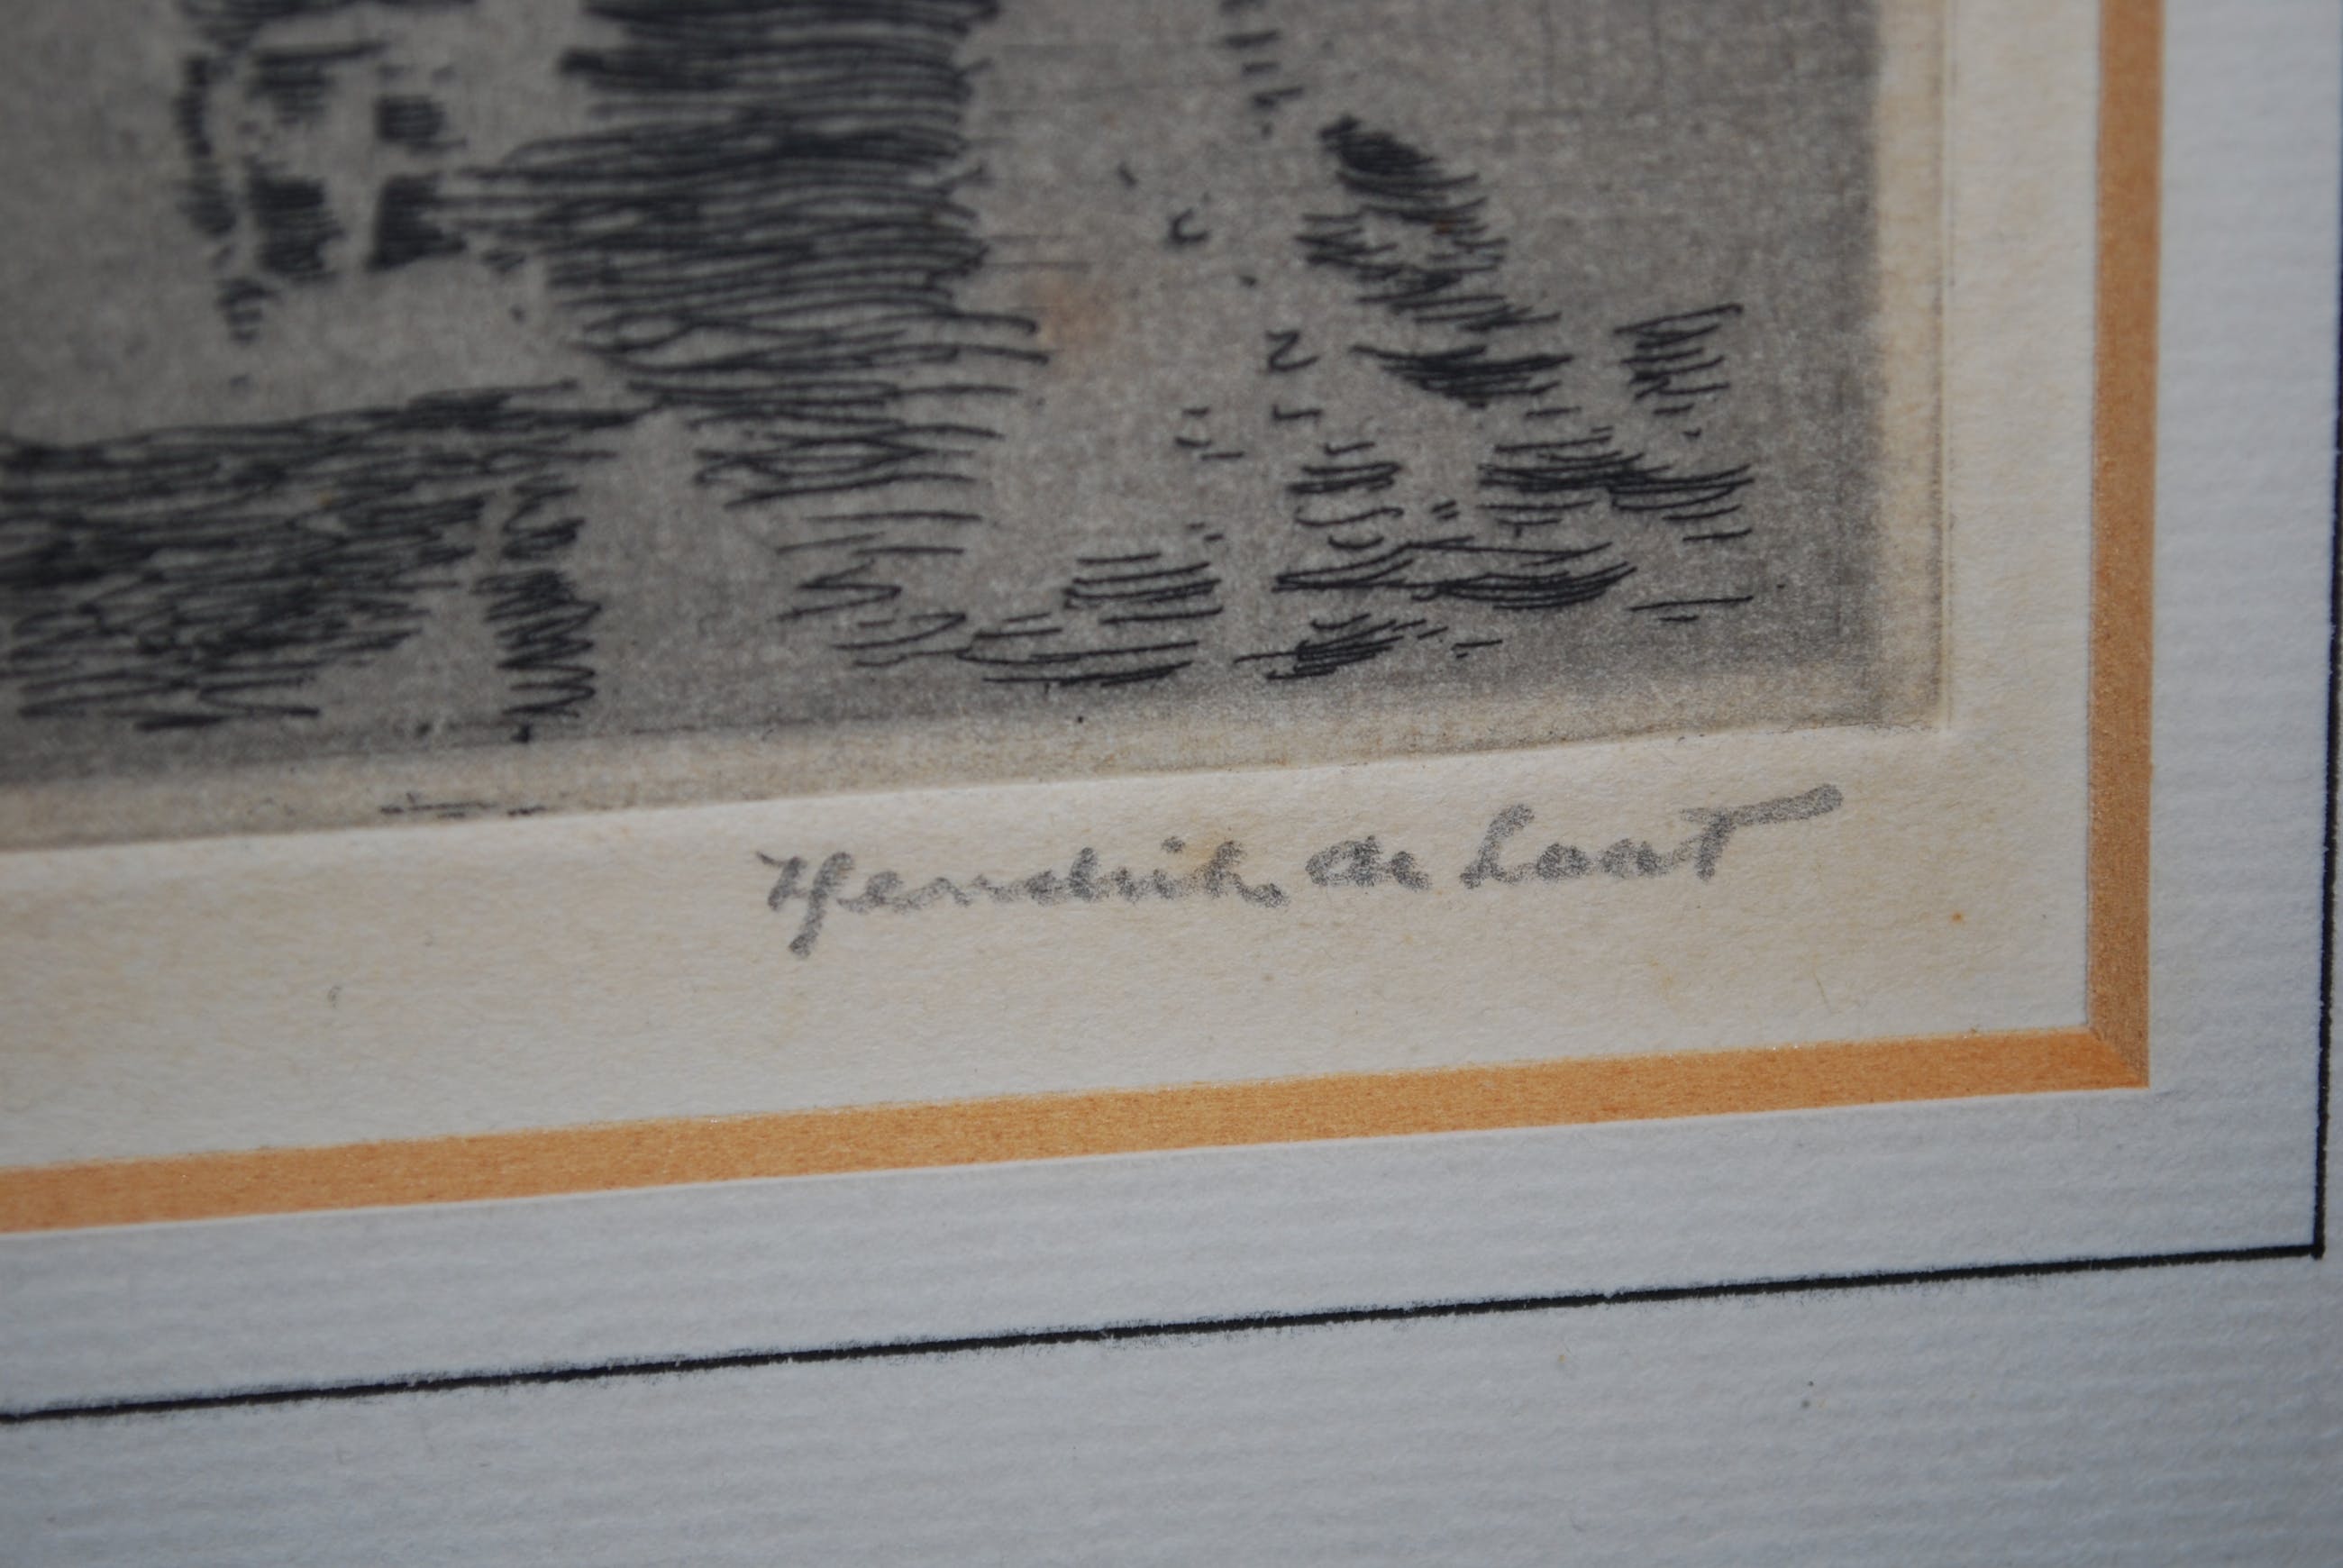 Hendrik de Laat